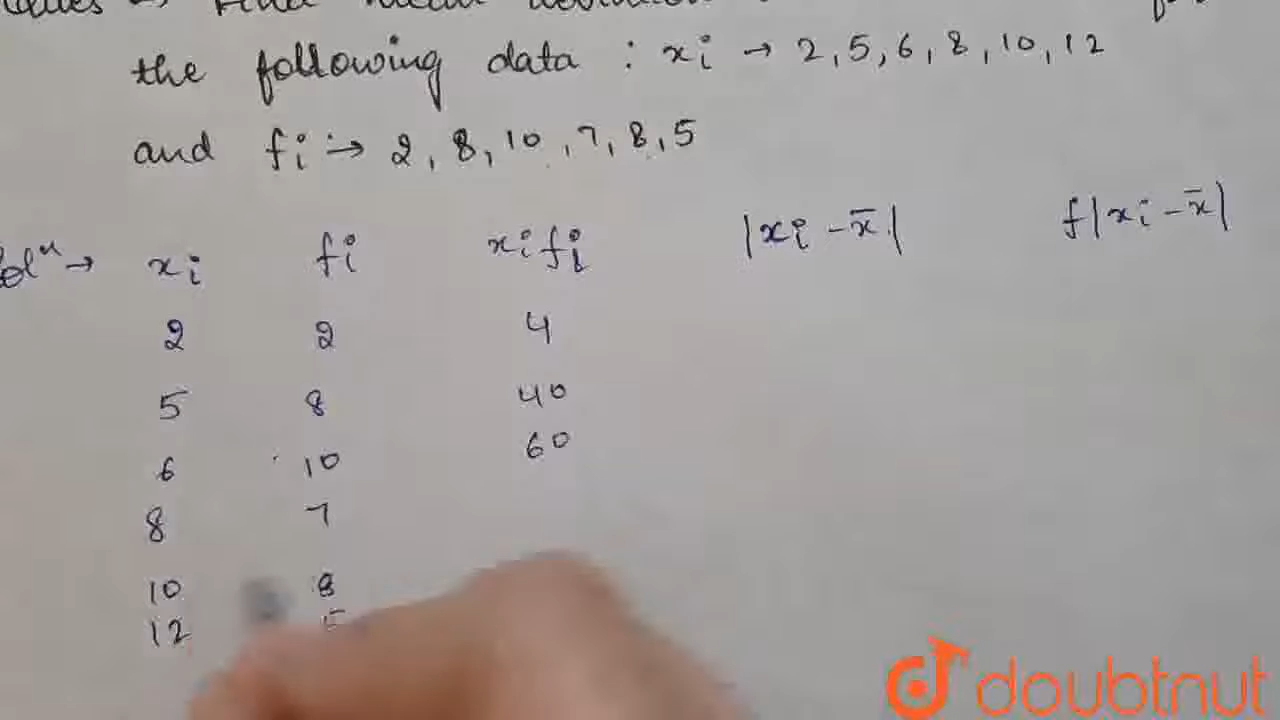 the following data : xi → 2, 5, 6, 8, 10, 12
and fi :→ 2, 8, 10, 7, 8, 5
Solⁿ → xi fi xifi |xi - x̄| f|xi - x̄|
2 2 4
5 8 40
6 10 60
8 7
10 8
12
doubtnut